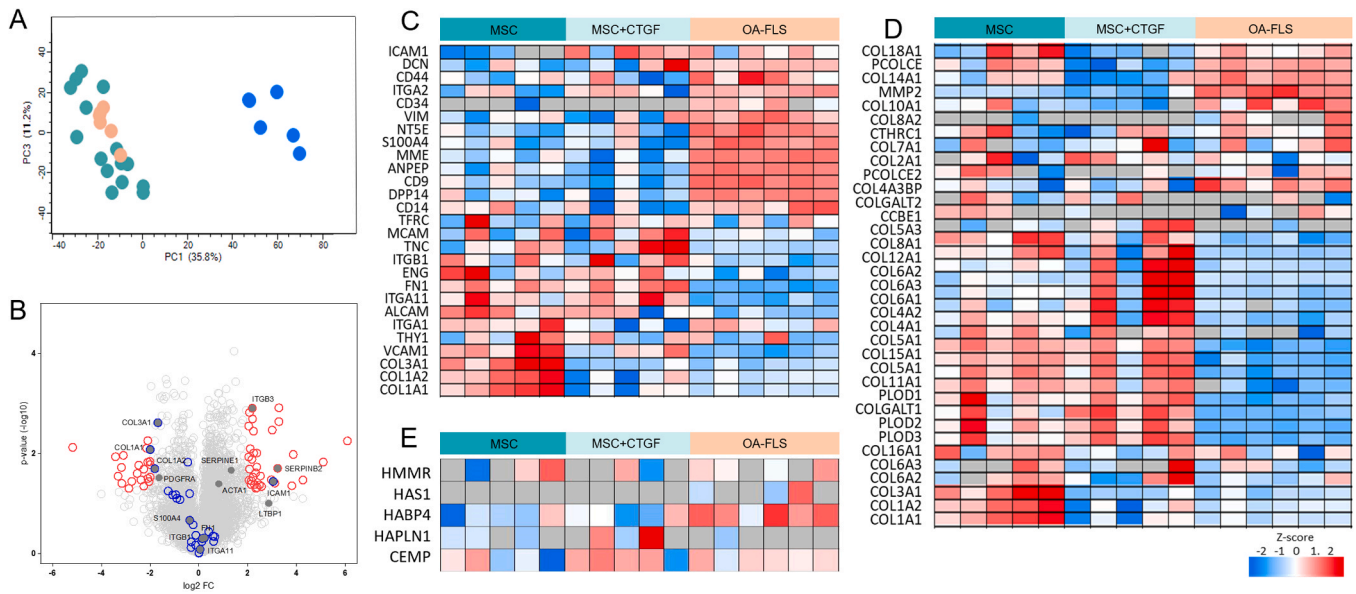 A
PC3 (11.2%)
40
20
0
-20
-40
-40
-20
0
20
40
60
80
PC1 (35.8%)
B
p-value (-log10)
4
2
0
-6
-4
-2
0
2
4
6
log2 FC
ITGB3
COL3A1
COL1A1
COL1A2
SERPINE1
SERPINB2
PDGFRA
ACTA1
ICAM1
LTBP1
S100A4
FN1
ITGB1
ITGA11
C
MSC
MSC+CTGF
OA-FLS
ICAM1
DCN
CD44
ITGA2
CD34
VIM
NT5E
S100A4
MME
ANPEP
CD9
DPP14
CD14
TFRC
MCAM
TNC
ITGB1
ENG
FN1
ITGA11
ALCAM
ITGA1
THY1
VCAM1
COL3A1
COL1A2
COL1A1
D
MSC
MSC+CTGF
OA-FLS
COL18A1
PCOLCE
COL14A1
MMP2
COL10A1
COL8A2
CTHRC1
COL7A1
COL2A1
PCOLCE2
COL4A3BP
COLGALT2
CCBE1
COL5A3
COL8A1
COL12A1
COL6A2
COL6A3
COL6A1
COL4A2
COL4A1
COL5A1
COL15A1
COL5A1
COL11A1
PLOD1
COLGALT1
PLOD2
PLOD3
COL16A1
COL6A3
COL6A2
COL3A1
COL1A2
COL1A1
Z-score
-2 -1 0 1. 2
E
MSC
MSC+CTGF
OA-FLS
HMMR
HAS1
HABP4
HAPLN1
CEMP